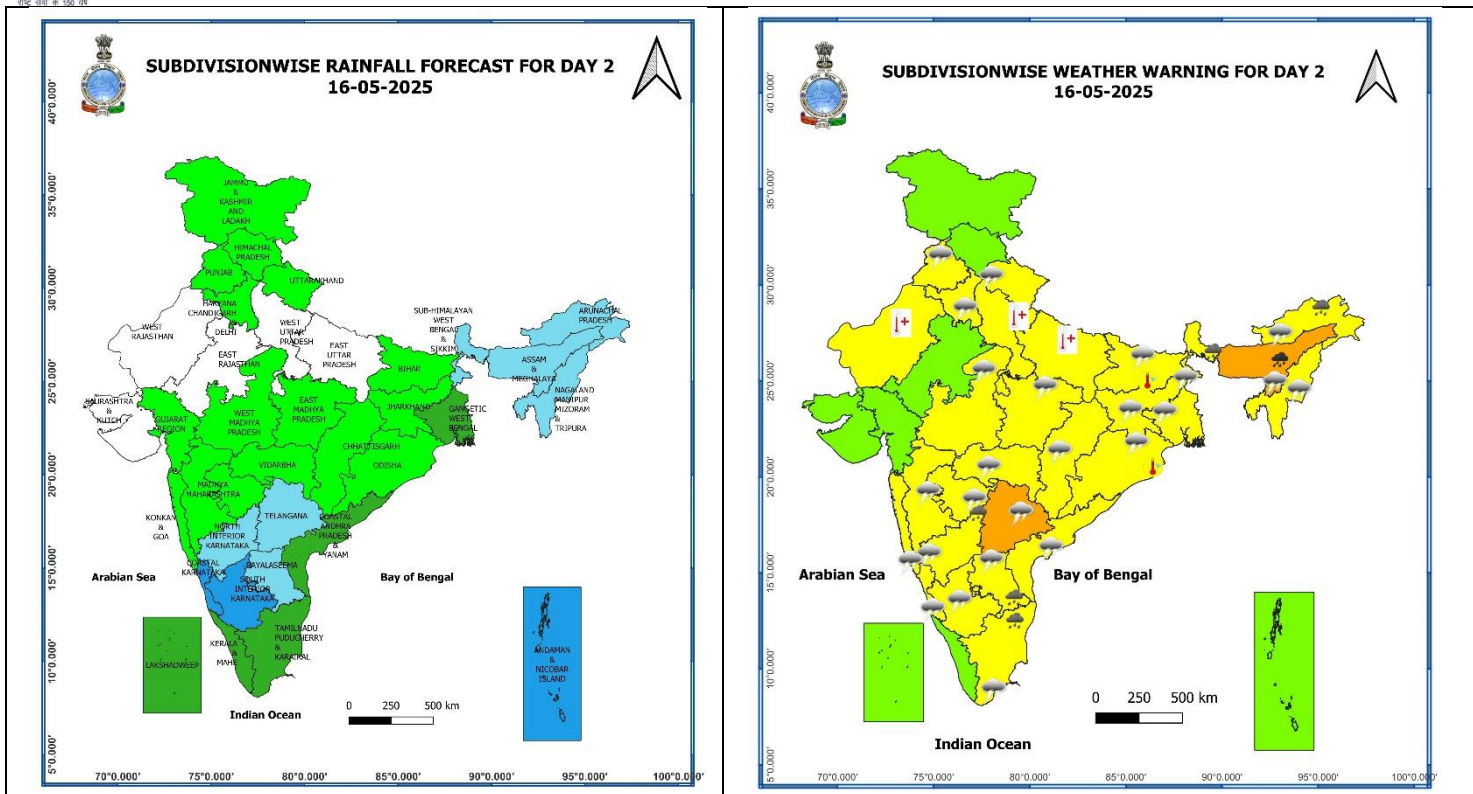 राष्ट्र सेवा के 150 वर्ष
SUBDIVISIONWISE RAINFALL FORECAST FOR DAY 2
16-05-2025
40°0.000'
35°0.000'
30°0.000'
25°0.000'
20°0.000'
15°0.000'
10°0.000'
5°0.000'
JAMMU
&
KASHMIR
AND
LADAKH
HIMACHAL
PRADESH
PUNJAB
UTTARAKHAND
HARYANA
CHANDIGARH
&
DELHI
WEST
RAJASTHAN
WEST
UTTAR
PRADESH
EAST
RAJASTHAN
EAST
UTTAR
PRADESH
SUB-HIMALAYAN
WEST
BENGAL
&
SIKKIM
ARUNACHAL
PRADESH
ASSAM
&
MEGHALAYA
NAGALAND
MANIPUR
MIZORAM
&
TRIPURA
BIHAR
JHARKHAND
GANGETIC
WEST
BENGAL
SAURASHTRA
&
KUTCH
GUJARAT
REGION
WEST
MADHYA
PRADESH
EAST
MADHYA
PRADESH
CHHATTISGARH
ODISHA
VIDARBHA
MADHYA
MAHARASHTRA
KONKAN
&
GOA
TELANGANA
NORTH
INTERIOR
KARNATAKA
COASTAL
ANDHRA
PRADESH
&
YANAM
COASTAL
KARNATAKA
RAYALASEEMA
SOUTH
INTERIOR
KARNATAKA
TAMILNADU
PUDUCHERRY
&
KARAIKAL
KERALA
&
MAHE
LAKSHADWEEP
ANDAMAN
&
NICOBAR
ISLAND
Arabian Sea
Bay of Bengal
Indian Ocean
0 250 500 km
70°0.000' 75°0.000' 80°0.000' 85°0.000' 90°0.000' 95°0.000' 100°0.000'
SUBDIVISIONWISE WEATHER WARNING FOR DAY 2
16-05-2025
40°0.000'
35°0.000'
30°0.000'
25°0.000'
20°0.000'
15°0.000'
10°0.000'
5°0.000'
Arabian Sea
Bay of Bengal
Indian Ocean
0 250 500 km
70°0.000' 75°0.000' 80°0.000' 85°0.000' 90°0.000' 95°0.000' 100°0.000'